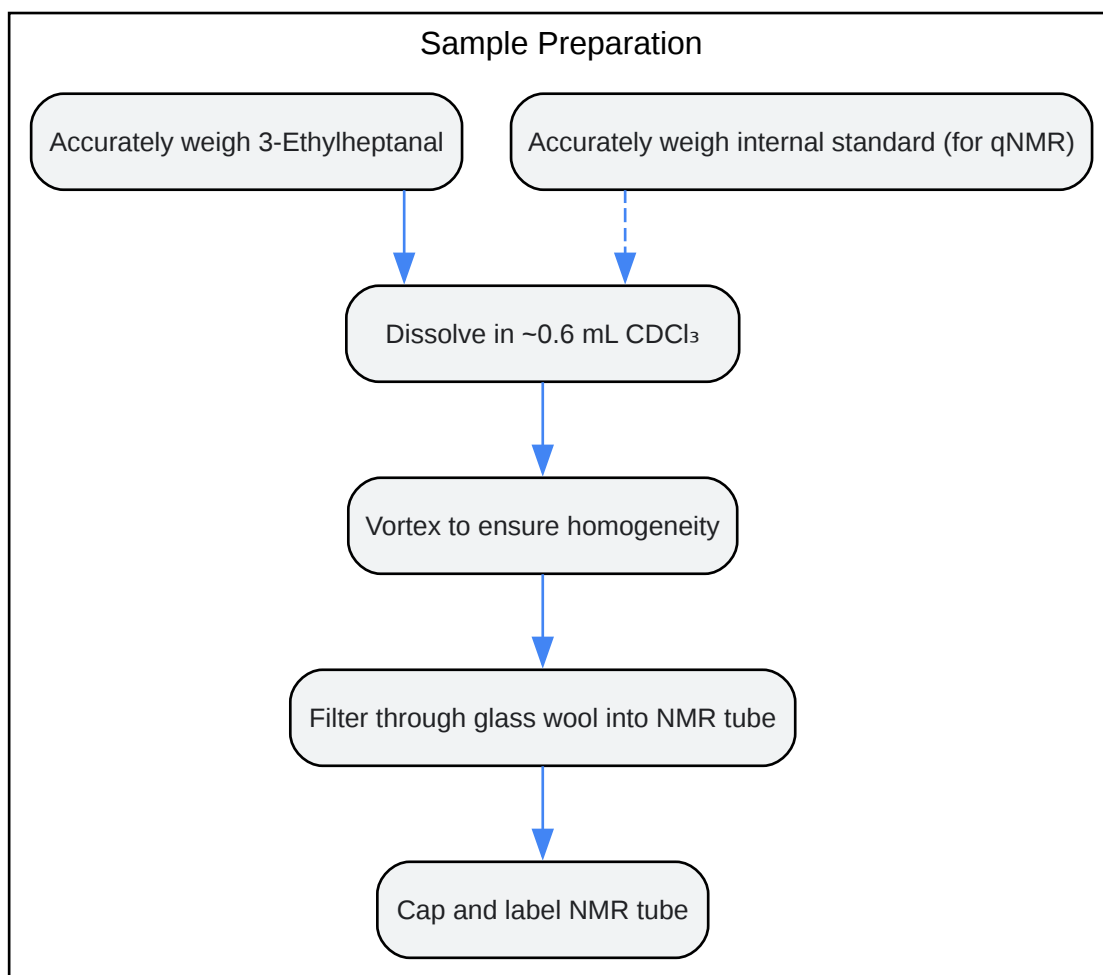 Sample Preparation
Accurately weigh 3-Ethylheptanal
Accurately weigh internal standard (for qNMR)
Dissolve in ~0.6 mL CDCl₃
Vortex to ensure homogeneity
Filter through glass wool into NMR tube
Cap and label NMR tube